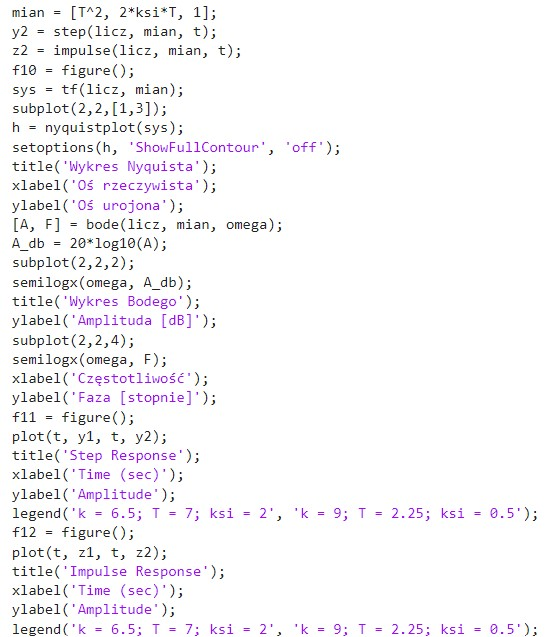 mian = [T^2, 2*ksi*T, 1];
y2 = step(licz, mian, t);
z2 = impulse(licz, mian, t);
f10 = figure();
sys = tf(licz, mian);
subplot(2,2,[1,3]);
h = nyquistplot(sys);
setoptions(h, 'ShowFullContour', 'off');
title('Wykres Nyquista');
xlabel('Oś rzeczywista');
ylabel('Oś urojona');
[A, F] = bode(licz, mian, omega);
A_db = 20*log10(A);
subplot(2,2,2);
semilogx(omega, A_db);
title('Wykres Bodego');
ylabel('Amplituda [dB]');
subplot(2,2,4);
semilogx(omega, F);
xlabel('Częstotliwość');
ylabel('Faza [stopnie]');
f11 = figure();
plot(t, y1, t, y2);
title('Step Response');
xlabel('Time (sec)');
ylabel('Amplitude');
legend('k = 6.5; T = 7; ksi = 2', 'k = 9; T = 2.25; ksi = 0.5');
f12 = figure();
plot(t, z1, t, z2);
title('Impulse Response');
xlabel('Time (sec)');
ylabel('Amplitude');
legend('k = 6.5; T = 7; ksi = 2', 'k = 9; T = 2.25; ksi = 0.5');